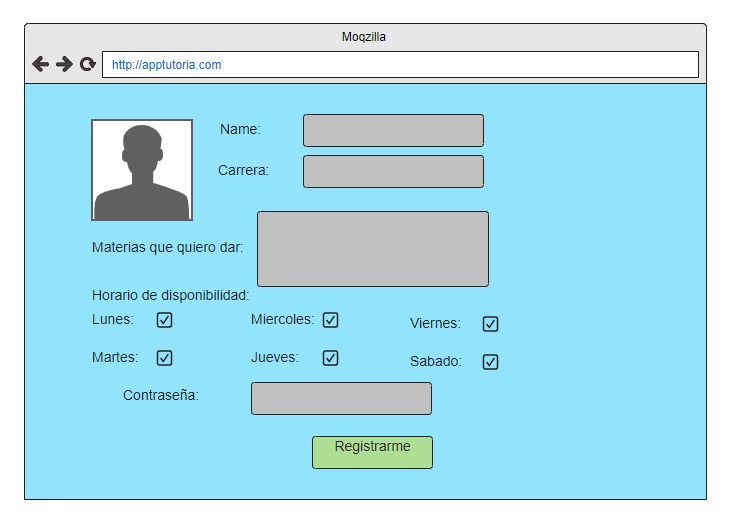 Moqzilla
http://apptutoria.com
Name:
Carrera:
Materias que quiero dar:
Horario de disponibilidad:
Lunes: Miercoles: Viernes:
Martes: Jueves: Sabado:
Contraseña:
Registrarme